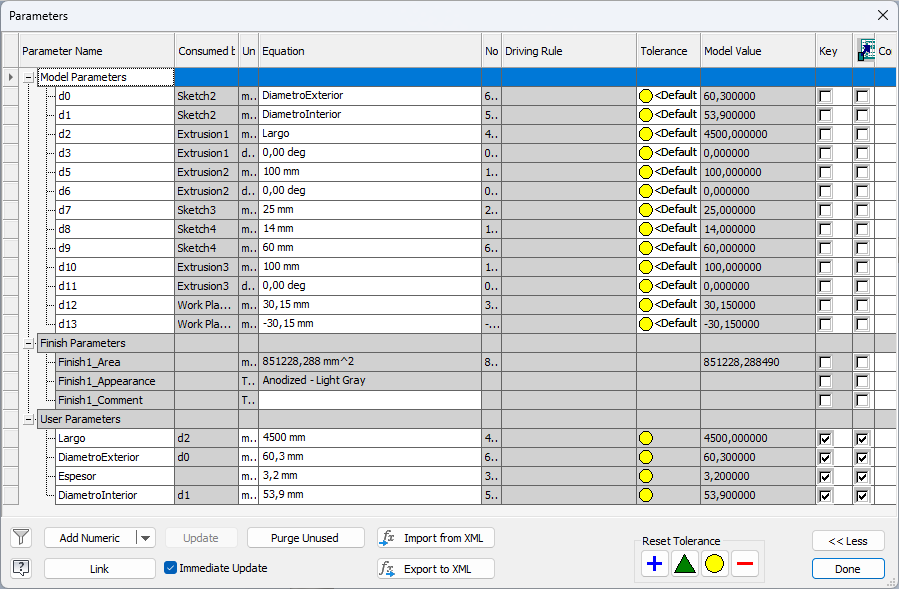 Parameters
Parameter Name Consumed b Un Equation No Driving Rule Tolerance Model Value Key Co
Model Parameters
d0 Sketch2 m.. DiametroExterior 6.. <Default 60,300000
d1 Sketch2 m.. DiametroInterior 5.. <Default 53,900000
d2 Extrusion1 m.. Largo 4.. <Default 4500,000000
d3 Extrusion1 d.. 0,00 deg 0.. <Default 0,000000
d5 Extrusion2 m.. 100 mm 1.. <Default 100,000000
d6 Extrusion2 d.. 0,00 deg 0.. <Default 0,000000
d7 Sketch3 m.. 25 mm 2.. <Default 25,000000
d8 Sketch4 m.. 14 mm 1.. <Default 14,000000
d9 Sketch4 m.. 60 mm 6.. <Default 60,000000
d10 Extrusion3 m.. 100 mm 1.. <Default 100,000000
d11 Extrusion3 d.. 0,00 deg 0.. <Default 0,000000
d12 Work Pla... m.. 30,15 mm 3.. <Default 30,150000
d13 Work Pla... m.. -30,15 mm -... <Default -30,150000
Finish Parameters
Finish1_Area m.. 851228,288 mm^2 8.. 851228,288490
Finish1_Appearance T.. Anodized - Light Gray
Finish1_Comment T..
User Parameters
Largo d2 m.. 4500 mm 4.. 4500,000000
DiametroExterior d0 m.. 60,3 mm 6.. 60,300000
Espesor m.. 3,2 mm 3.. 3,200000
DiametroInterior d1 m.. 53,9 mm 5.. 53,900000
Add Numeric Update Purge Unused fx Import from XML Reset Tolerance << Less
Link Immediate Update fx Export to XML Done